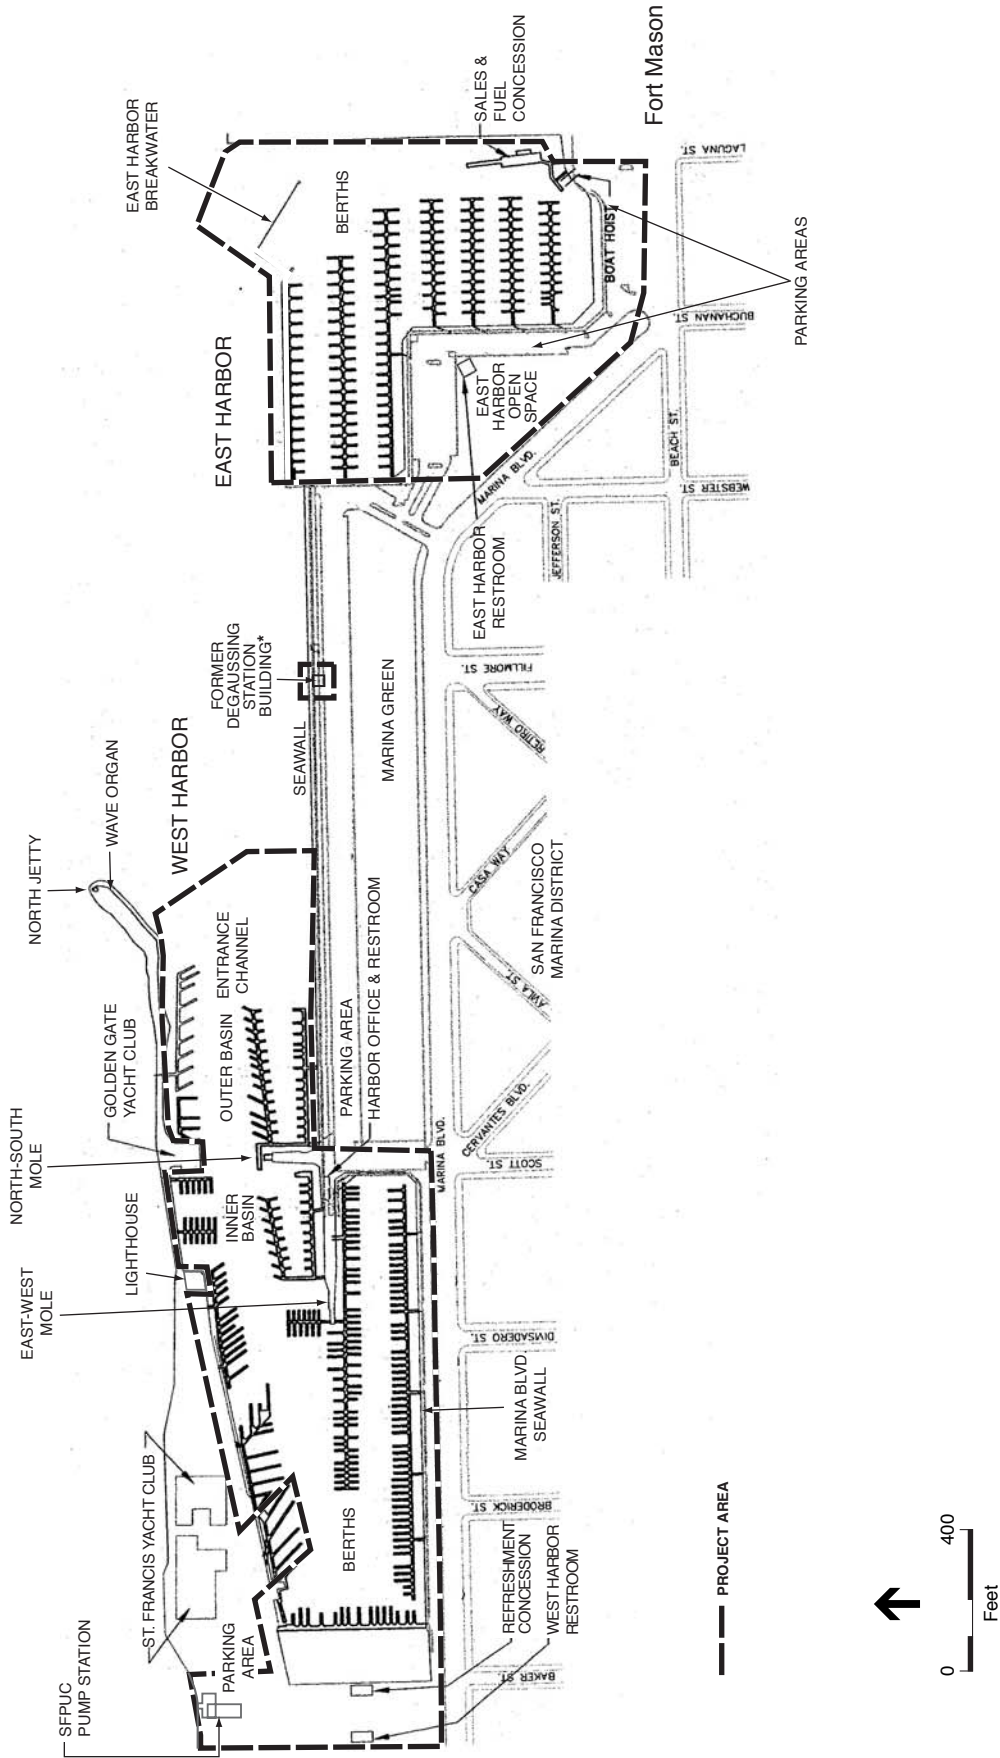 SFPUC
PUMP STATION
ST. FRANCIS YACHT CLUB
PARKING
AREA
EAST-WEST
MOLE
LIGHTHOUSE
NORTH-SOUTH
MOLE
GOLDEN GATE
YACHT CLUB
NORTH JETTY
WAVE ORGAN
WEST HARBOR
INNER
BASIN
OUTER BASIN
ENTRANCE
CHANNEL
SEAWALL
FORMER
DEGAUSSING
STATION
BUILDING*
EAST HARBOR
EAST HARBOR
BREAKWATER
BERTHS
BERTHS
SALES &
FUEL
CONCESSION
PARKING AREA
HARBOR OFFICE & RESTROOM
MARINA GREEN
EAST
HARBOR
OPEN
SPACE
EAST HARBOR
RESTROOM
BOAT HOIST
PARKING AREAS
Fort Mason
REFRESHMENT
CONCESSION
WEST HARBOR
RESTROOM
MARINA BLVD
SEAWALL
SAN FRANCISCO
MARINA DISTRICT
BAKER ST.
BRODERICK ST.
DIVISADERO ST.
SCOTT ST.
MARINA BLVD.
CERVANTES BLVD.
AVILA ST.
CASA WAY
RETIRO WAY
FILLMORE ST.
MARINA BLVD.
JEFFERSON ST.
BEACH ST.
WEBSTER ST.
BUCHANAN ST.
LAGUNA ST.
PROJECT AREA
0
400
Feet